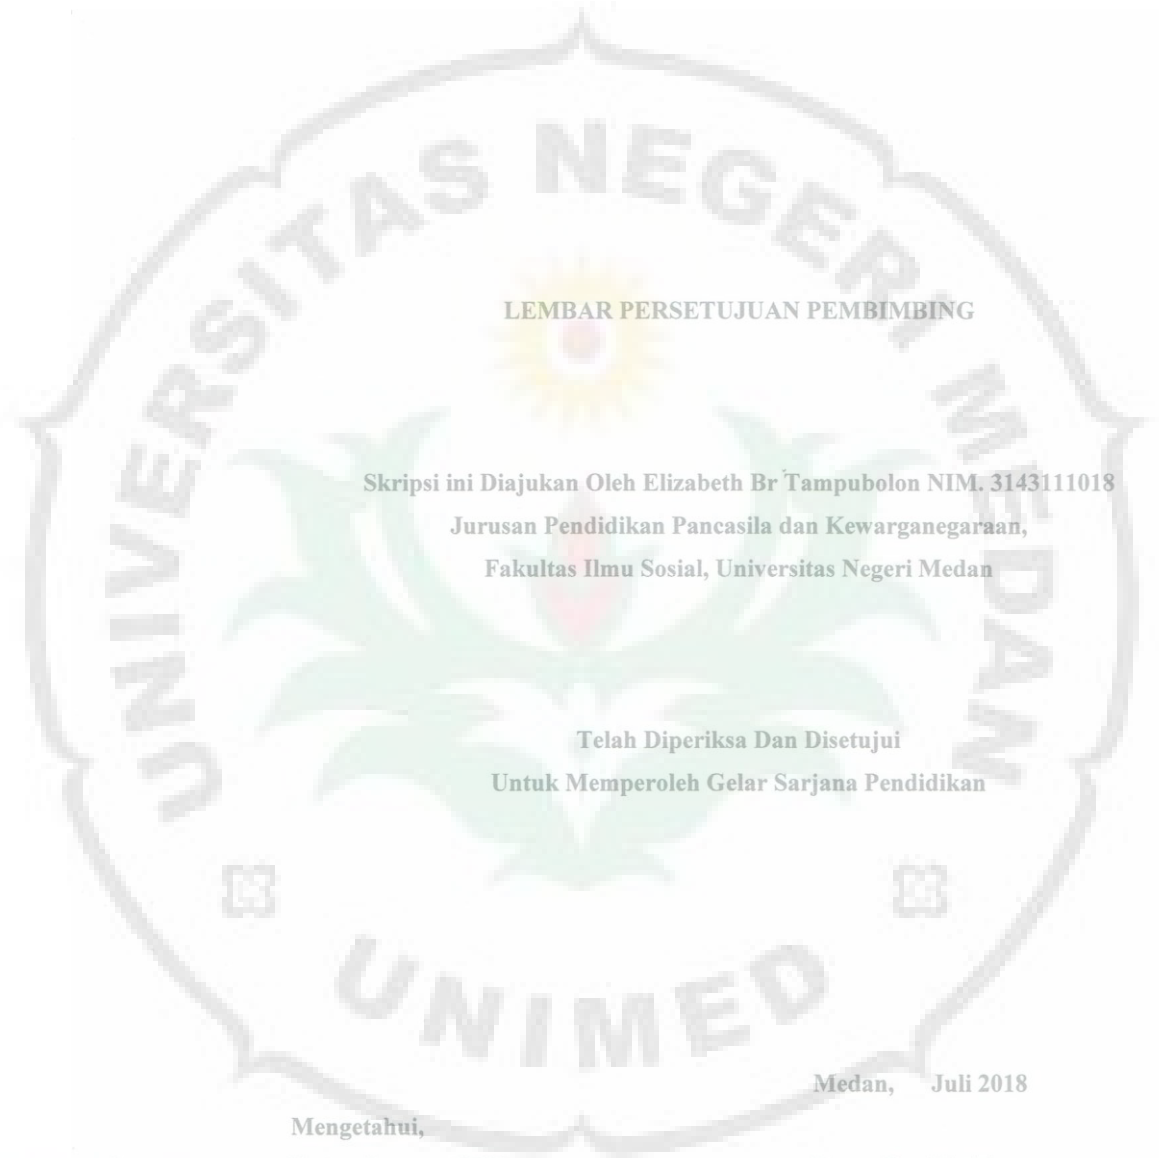 UNIVERSITAS NEGERI MEDAN
LEMBAR PERSETUJUAN PEMBIMBING
Skripsi ini Diajukan Oleh Elizabeth Br Tampubolon NIM. 3143111018
Jurusan Pendidikan Pancasila dan Kewarganegaraan,
Fakultas Ilmu Sosial, Universitas Negeri Medan
Telah Diperiksa Dan Disetujui
Untuk Memperoleh Gelar Sarjana Pendidikan
UNIMED
Medan, Juli 2018
Mengetahui,